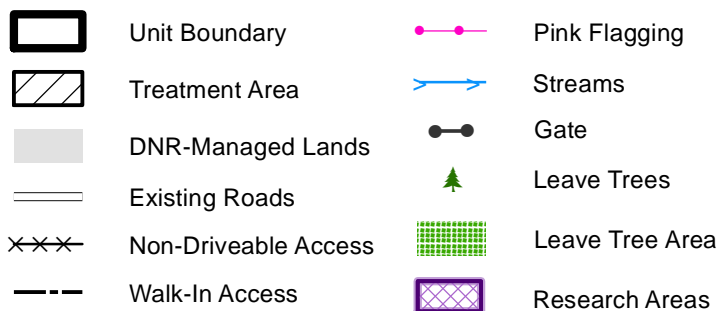 Unit Boundary
Treatment Area
DNR-Managed Lands
Existing Roads
Non-Driveable Access
Walk-In Access
Pink Flagging
Streams
Gate
Leave Trees
Leave Tree Area
Research Areas